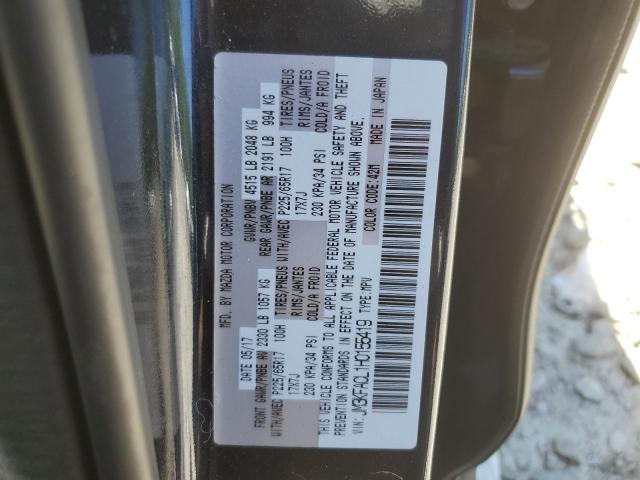 MFD. BY MAZDA MOTOR CORPORATION
DATE 05/17 GVWR/PNBV 4515 LB 2048 KG
FRONT GAWR/PNBE AV 2330 LB 1057 KG REAR GAWR/PNBE AR 2191 LB 994 KG
WITH/AVEC P225/65R17 100H TIRES/PNEUS WITH/AVEC P225/65R17 100H TIRES/PNEUS
17X7J RIMS/JANTES 17X7J RIMS/JANTES
230 KPA/34 PSI COLD/A FROID 230 KPA/34 PSI COLD/A FROID
THIS VEHICLE CONFORMS TO ALL APPLICABLE FEDERAL MOTOR VEHICLE SAFETY AND THEFT
PREVENTION STANDARDS IN EFFECT ON THE DATE OF MANUFACTURE SHOWN ABOVE.
VIN: JM3KFACL1H0155419 TYPE:MPV COLOR CODE:42M MADE IN JAPAN